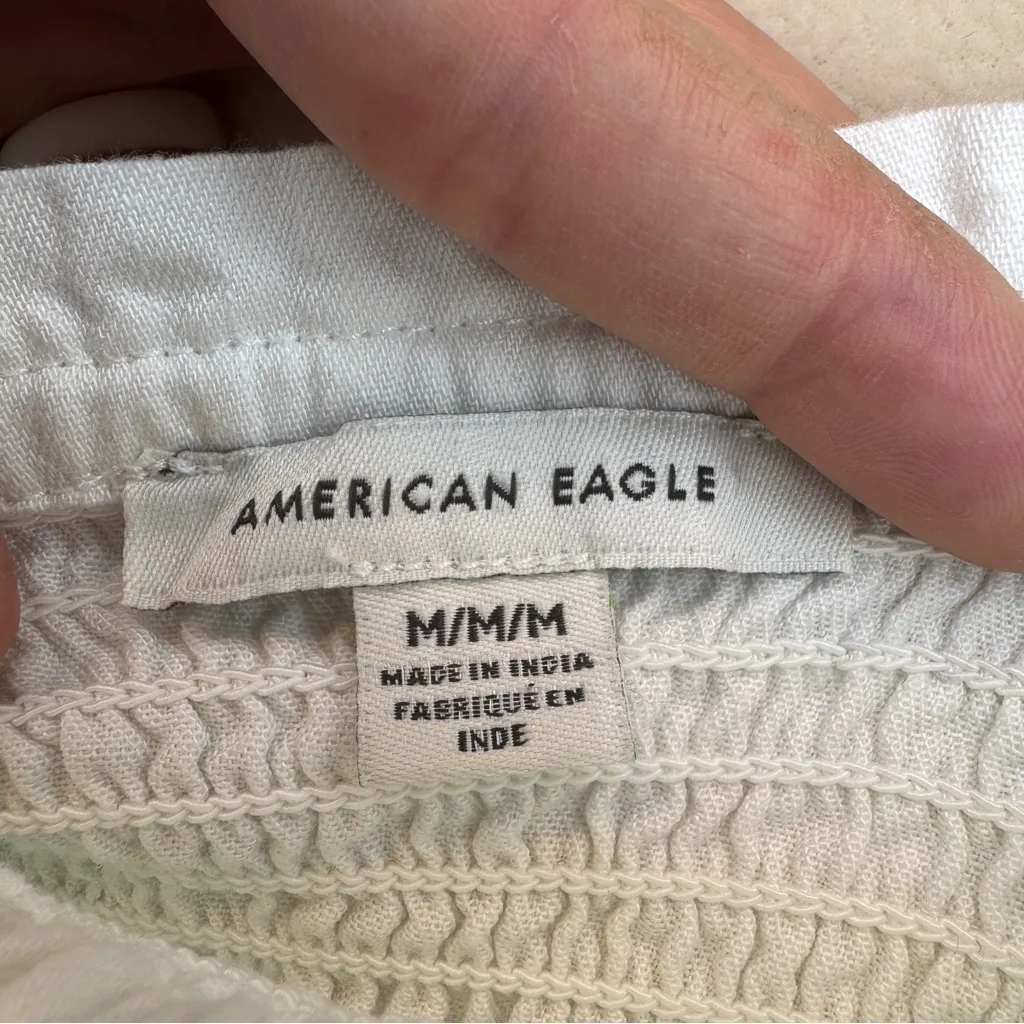 AMERICAN EAGLE
M/M/M
MADE IN INDIA
FABRIQUÉ EN
INDE